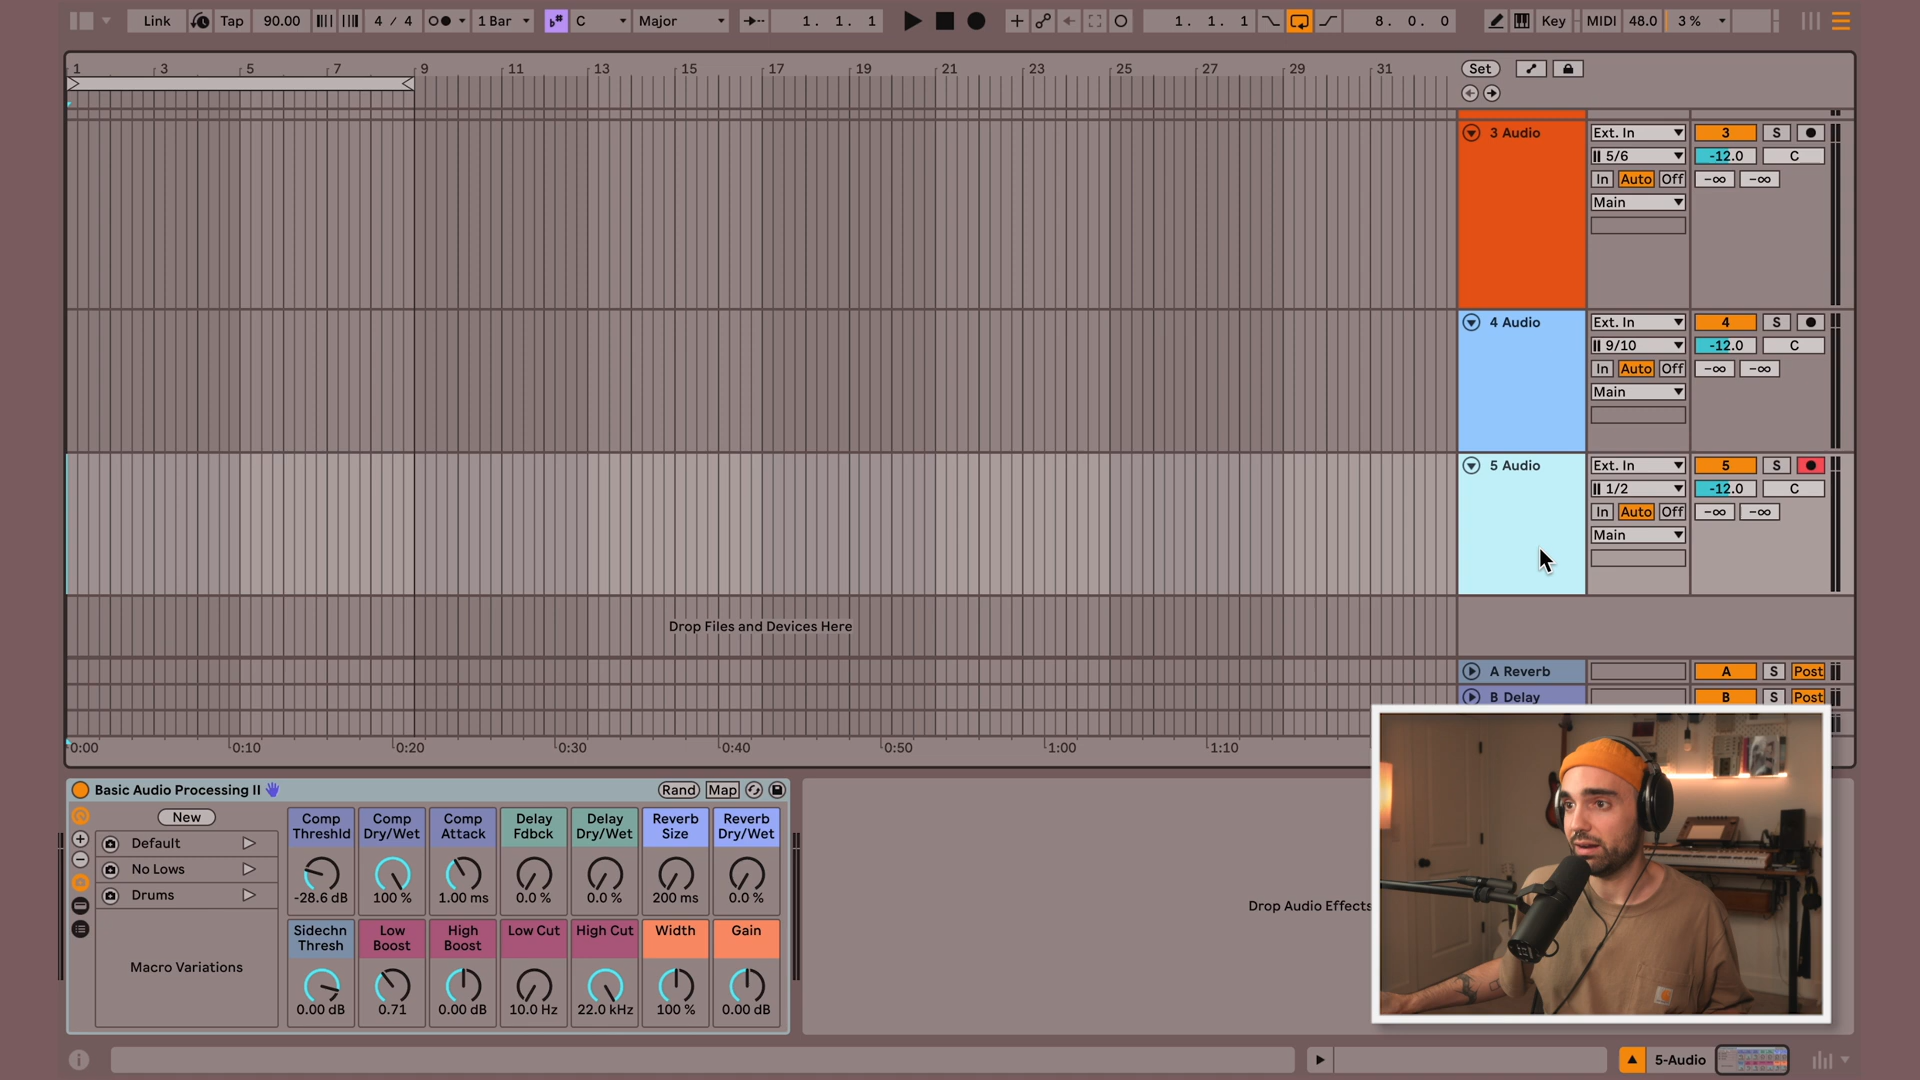 Link Tap 90.00 4 / 4 1 Bar C Major 1. 1. 1 1. 1. 1 8. 0. 0 Key MIDI 48.0 3 %
1 3 5 7 9 11 13 15 17 19 21 23 25 27 29 31 Set
3 Audio Ext. In 3 S
5/6 -12.0 C
In Auto Off -∞ -∞
Main
4 Audio Ext. In 4 S
9/10 -12.0 C
In Auto Off -∞ -∞
Main
5 Audio Ext. In 5 S
1/2 -12.0 C
In Auto Off -∞ -∞
Main
Drop Files and Devices Here
A Reverb A S Post
B Delay B S Post
0:00 0:10 0:20 0:30 0:40 0:50 1:00 1:10
Basic Audio Processing II Rand Map
New
Default
No Lows
Drums
Macro Variations
Comp Threshld
-28.6 dB
Comp Dry/Wet
100 %
Comp Attack
1.00 ms
Delay Fdbck
0.0 %
Delay Dry/Wet
0.0 %
Reverb Size
200 ms
Reverb Dry/Wet
0.0 %
Sidechn Thresh
0.00 dB
Low Boost
0.71
High Boost
0.00 dB
Low Cut
10.0 Hz
High Cut
22.0 kHz
Width
100 %
Gain
0.00 dB
Drop Audio Effects
5-Audio